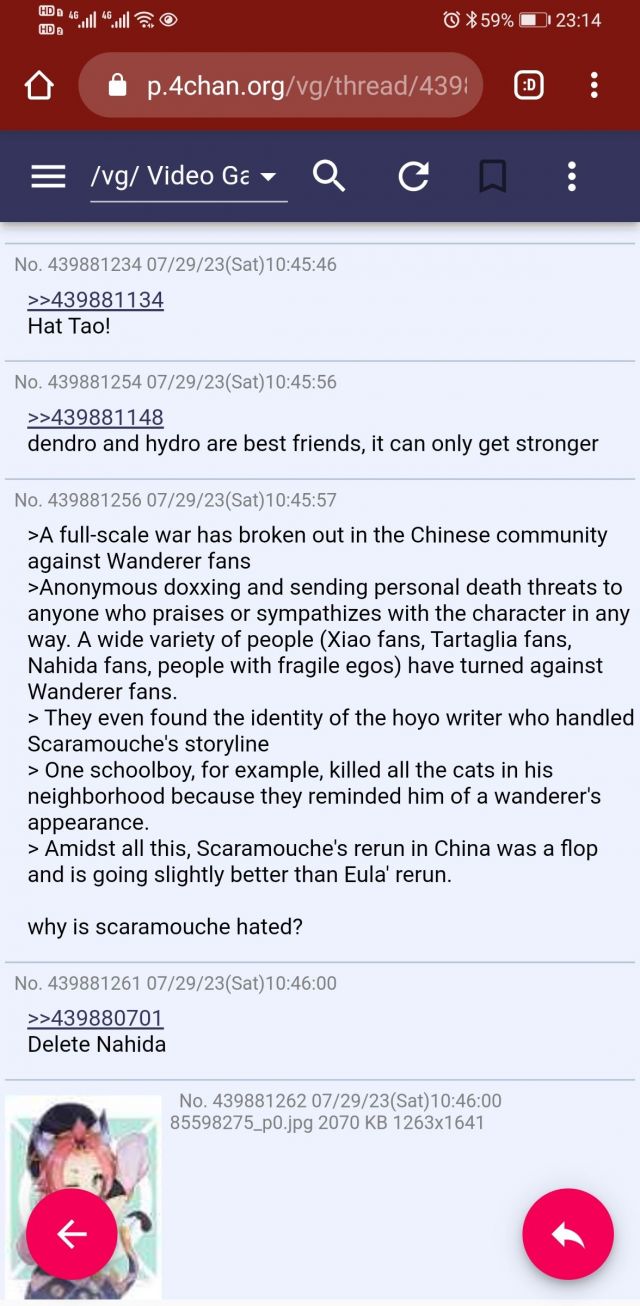 HD 1 4G 4G 59% 23:14
HD 2
p.4chan.org/vg/thread/4398 :D
/vg/ Video Ga
No. 439881234 07/29/23(Sat)10:45:46
>>439881134
Hat Tao!
No. 439881254 07/29/23(Sat)10:45:56
>>439881148
dendro and hydro are best friends, it can only get stronger
No. 439881256 07/29/23(Sat)10:45:57
>A full-scale war has broken out in the Chinese community
against Wanderer fans
>Anonymous doxxing and sending personal death threats to
anyone who praises or sympathizes with the character in any
way. A wide variety of people (Xiao fans, Tartaglia fans,
Nahida fans, people with fragile egos) have turned against
Wanderer fans.
> They even found the identity of the hoyo writer who handled
Scaramouche's storyline
> One schoolboy, for example, killed all the cats in his
neighborhood because they reminded him of a wanderer's
appearance.
> Amidst all this, Scaramouche's rerun in China was a flop
and is going slightly better than Eula' rerun.
why is scaramouche hated?
No. 439881261 07/29/23(Sat)10:46:00
>>439880701
Delete Nahida
No. 439881262 07/29/23(Sat)10:46:00
85598275_p0.jpg 2070 KB 1263x1641